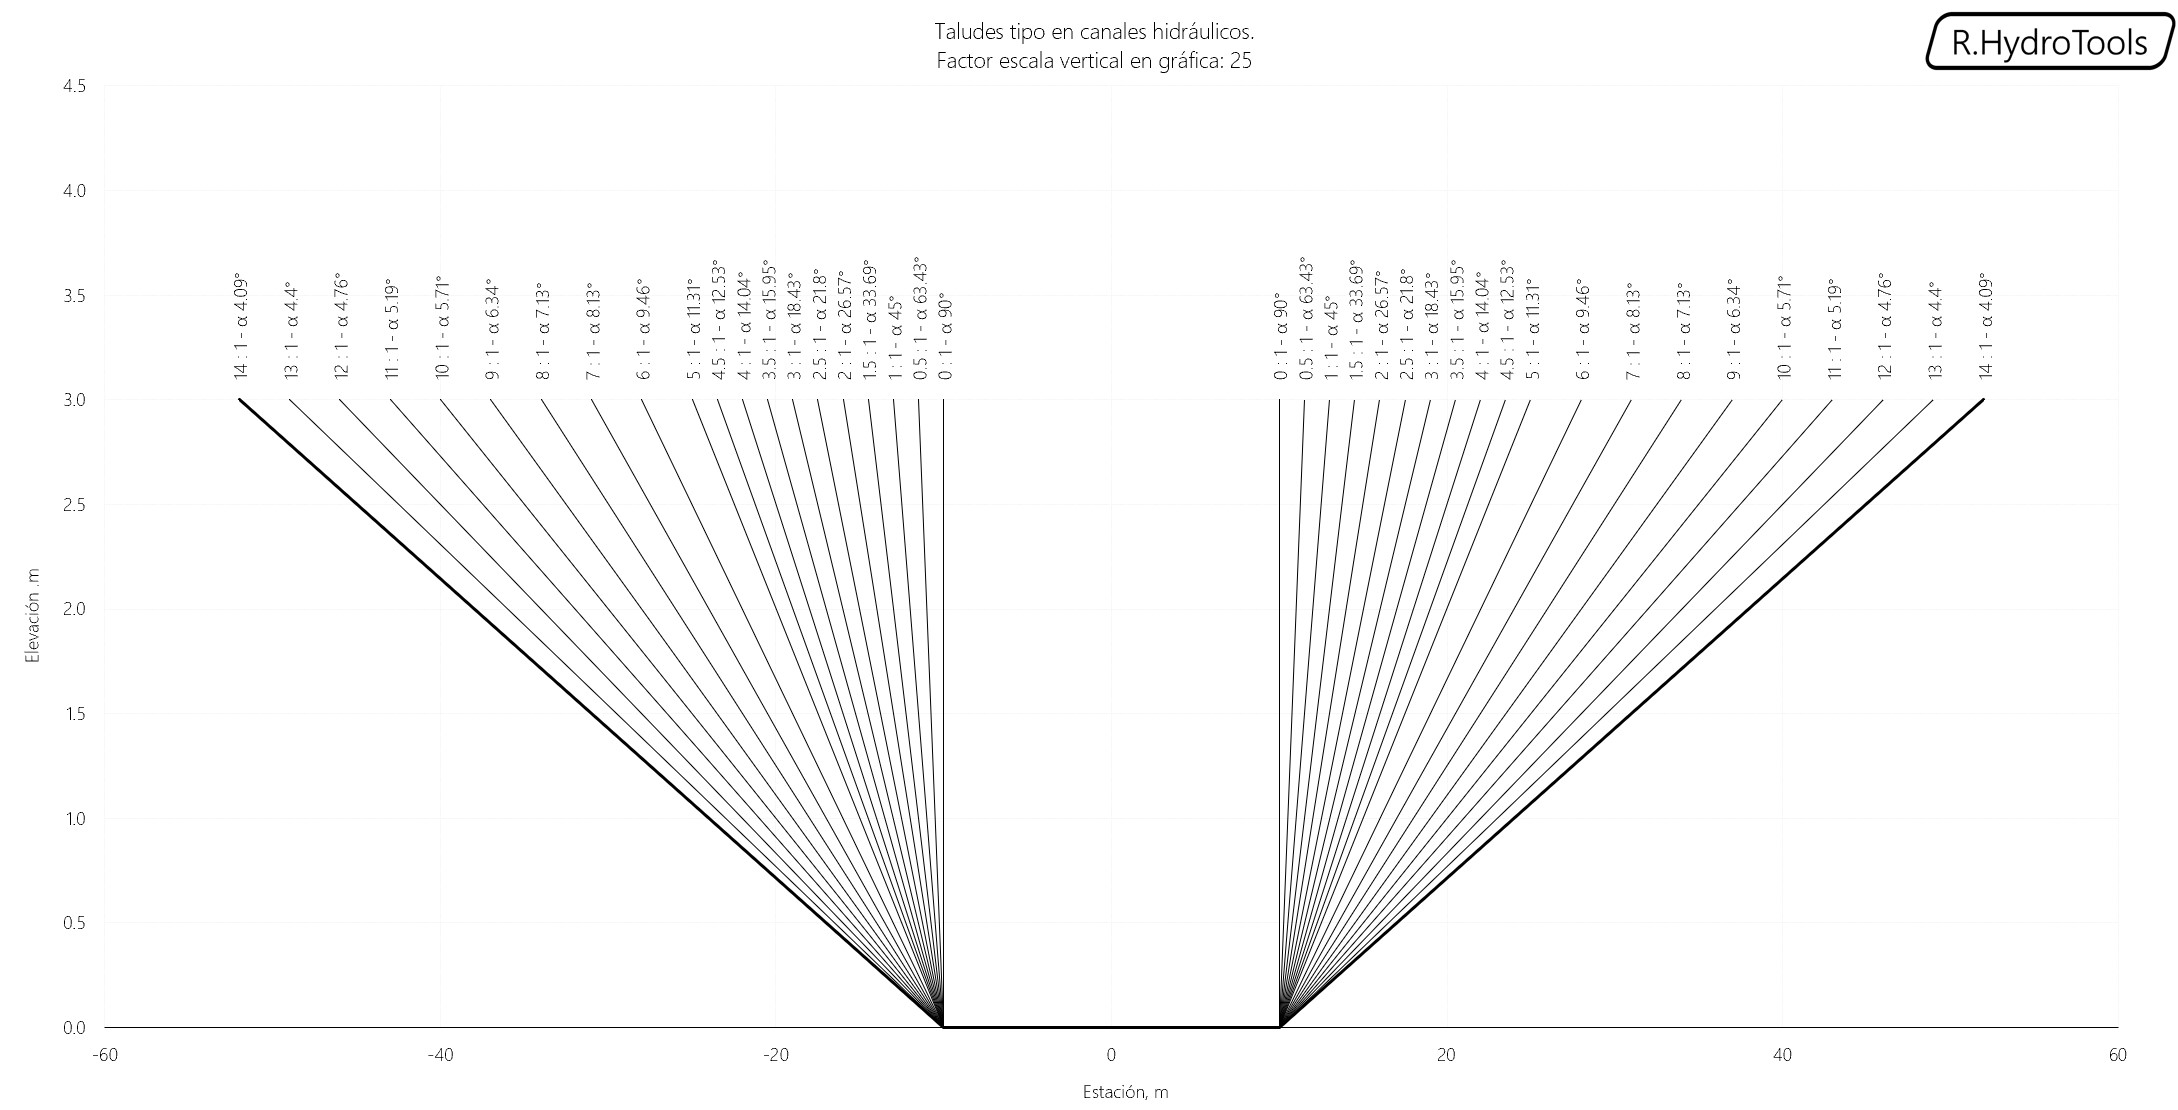 Taludes tipo en canales hidráulicos.
Factor escala vertical en gráfica: 25
R.HydroTools
4.5
4.0
3.5
3.0
2.5
2.0
1.5
1.0
0.5
0.0
Elevación .m
14 : 1 - α 4.09°
13 : 1 - α 4.4°
12 : 1 - α 4.76°
11 : 1 - α 5.19°
10 : 1 - α 5.71°
9 : 1 - α 6.34°
8 : 1 - α 7.13°
7 : 1 - α 8.13°
6 : 1 - α 9.46°
5 : 1 - α 11.31°
4.5 : 1 - α 12.53°
4 : 1 - α 14.04°
3.5 : 1 - α 15.95°
3 : 1 - α 18.43°
2.5 : 1 - α 21.8°
2 : 1 - α 26.57°
1.5 : 1 - α 33.69°
1 : 1 - α 45°
0.5 : 1 - α 63.43°
0 : 1 - α 90°
0 : 1 - α 90°
0.5 : 1 - α 63.43°
1 : 1 - α 45°
1.5 : 1 - α 33.69°
2 : 1 - α 26.57°
2.5 : 1 - α 21.8°
3 : 1 - α 18.43°
3.5 : 1 - α 15.95°
4 : 1 - α 14.04°
4.5 : 1 - α 12.53°
5 : 1 - α 11.31°
6 : 1 - α 9.46°
7 : 1 - α 8.13°
8 : 1 - α 7.13°
9 : 1 - α 6.34°
10 : 1 - α 5.71°
11 : 1 - α 5.19°
12 : 1 - α 4.76°
13 : 1 - α 4.4°
14 : 1 - α 4.09°
-60 -40 -20 0 20 40 60
Estación, m